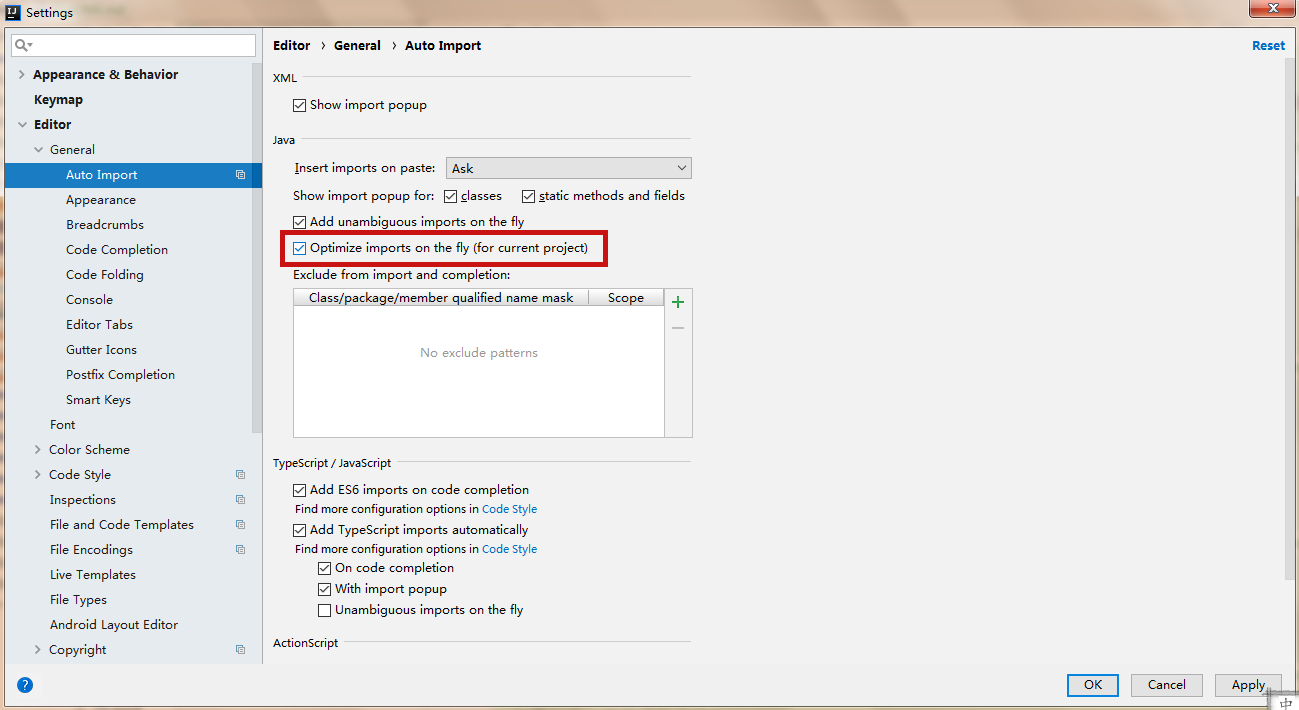 Settings
Appearance & Behavior
Keymap
Editor
General
Auto Import
Appearance
Breadcrumbs
Code Completion
Code Folding
Console
Editor Tabs
Gutter Icons
Postfix Completion
Smart Keys
Font
Color Scheme
Code Style
Inspections
File and Code Templates
File Encodings
Live Templates
File Types
Android Layout Editor
Copyright
Editor › General › Auto Import
Reset
XML
Show import popup
Java
Insert imports on paste: Ask
Show import popup for: classes static methods and fields
Add unambiguous imports on the fly
Optimize imports on the fly (for current project)
Exclude from import and completion:
Class/package/member qualified name mask Scope
No exclude patterns
TypeScript / JavaScript
Add ES6 imports on code completion
Find more configuration options in Code Style
Add TypeScript imports automatically
Find more configuration options in Code Style
On code completion
With import popup
Unambiguous imports on the fly
ActionScript
? OK Cancel Apply
中